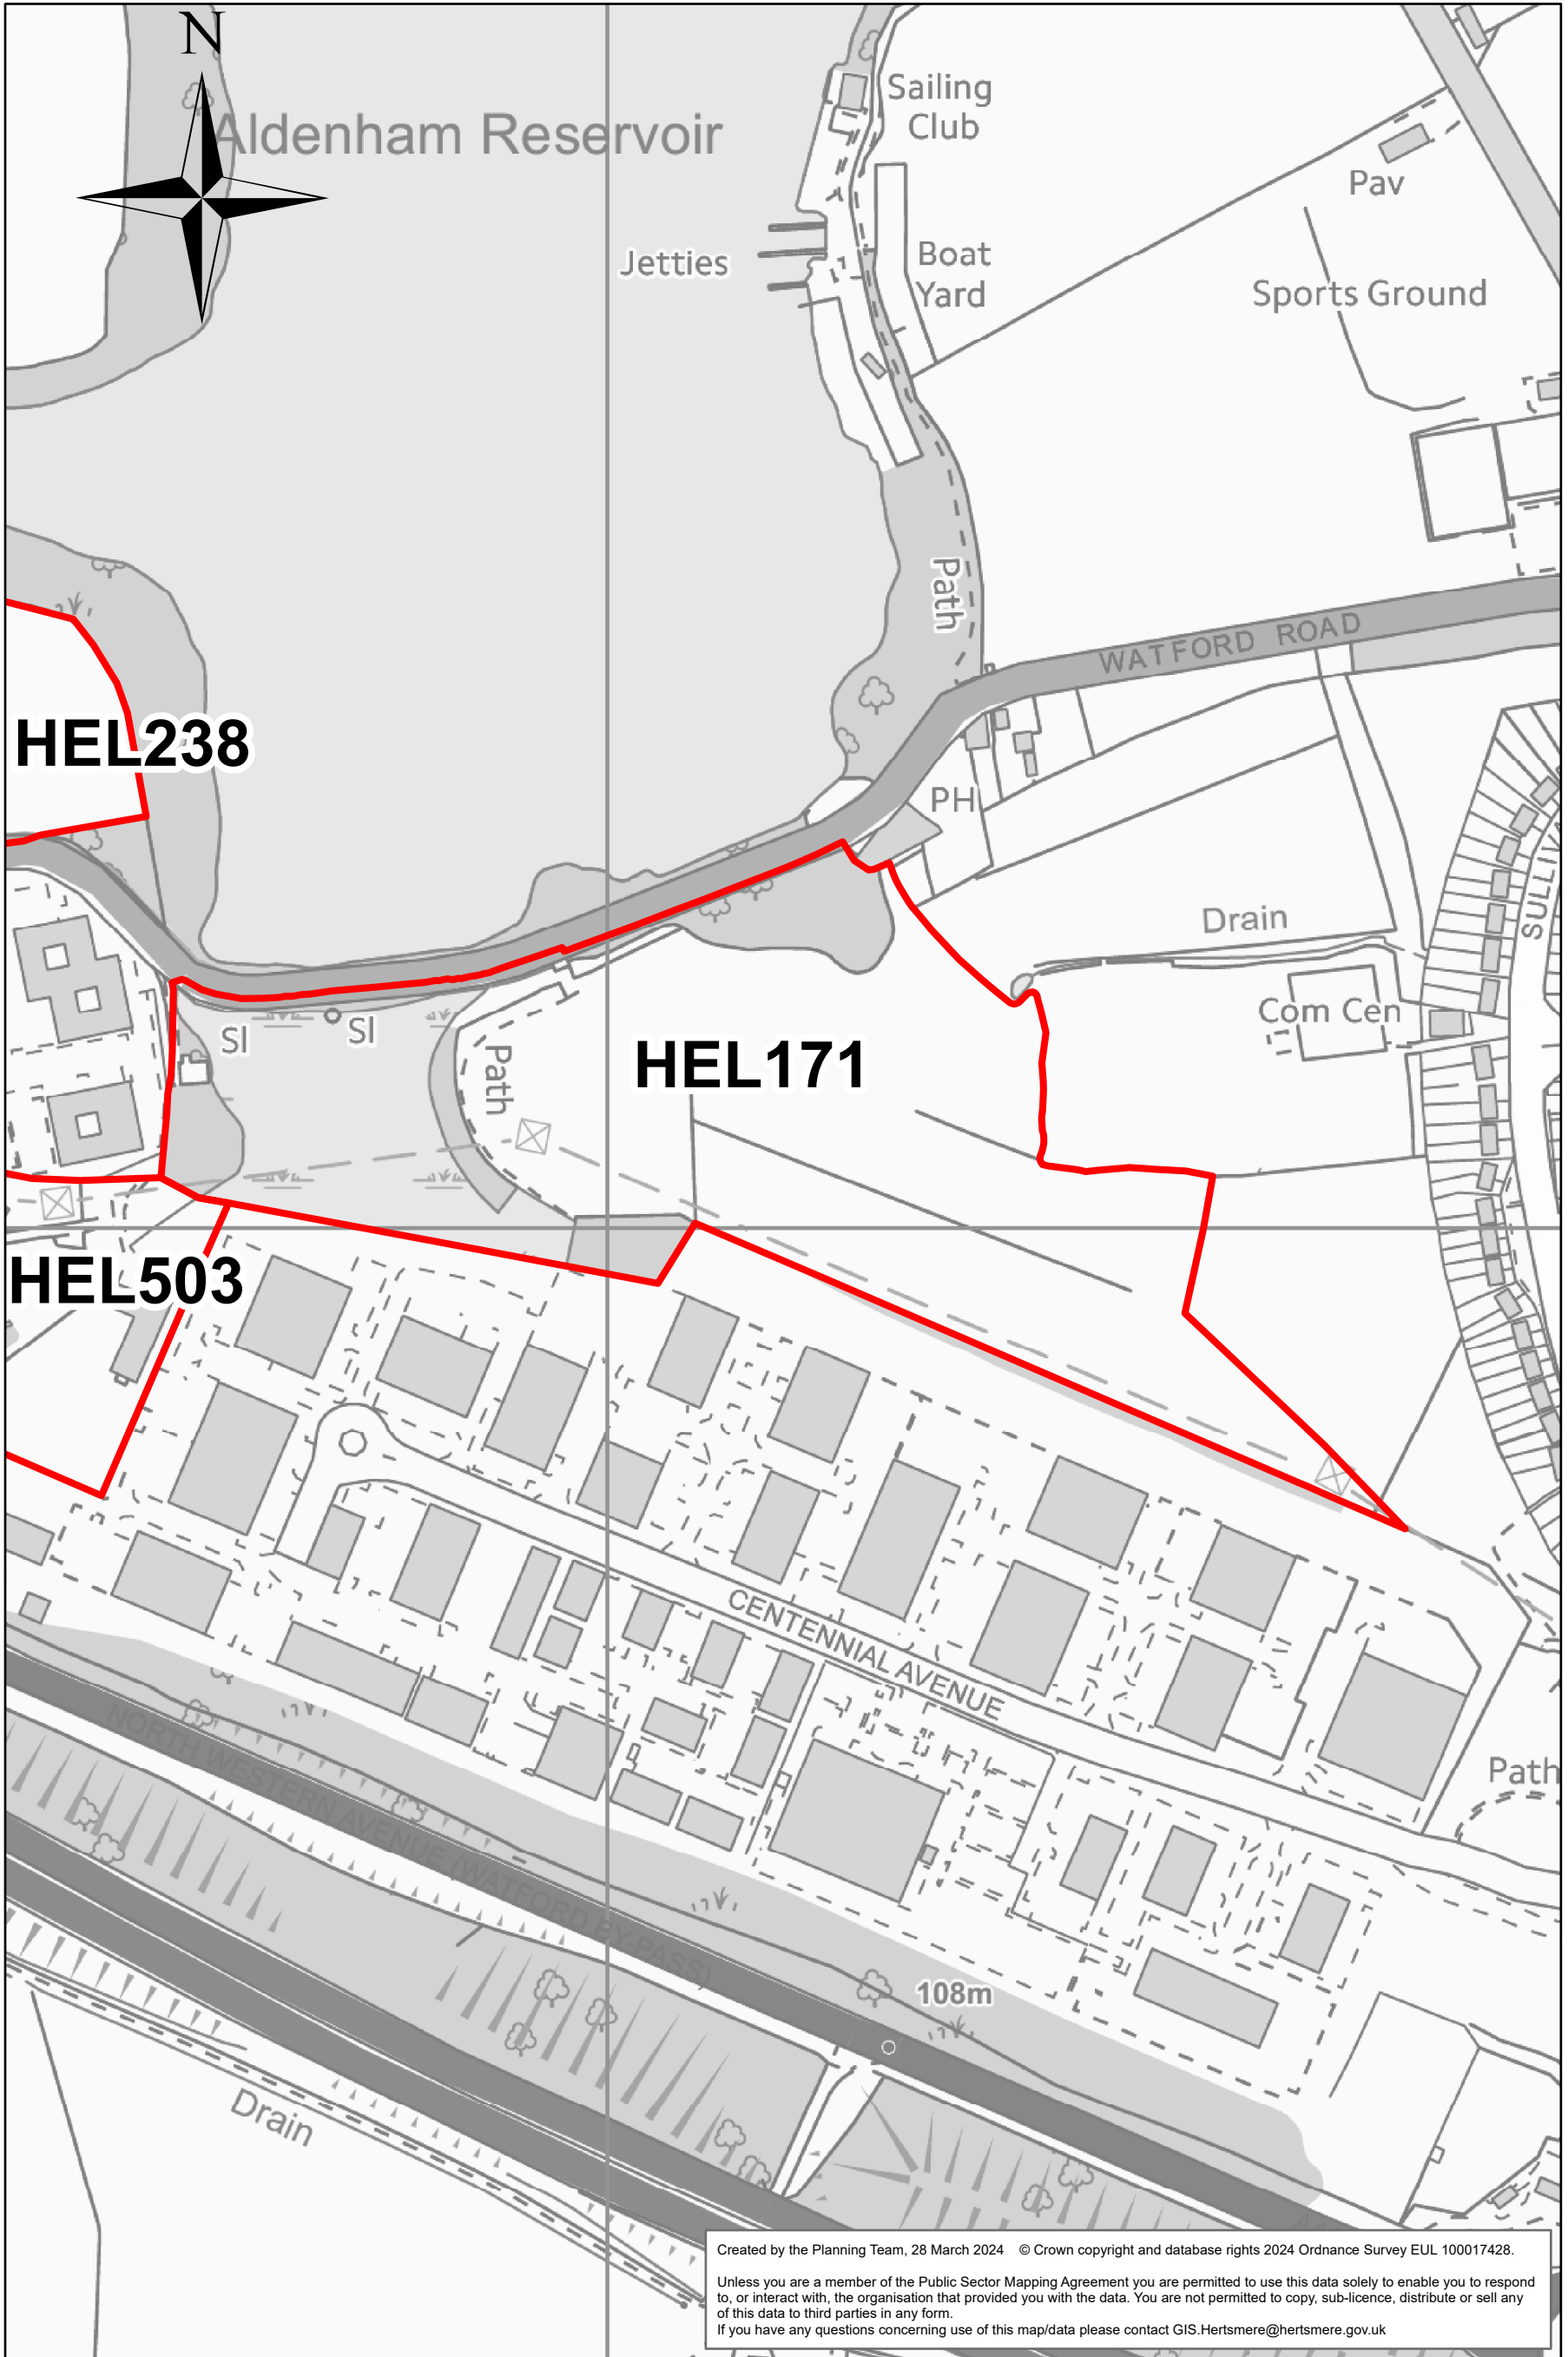 N
Aldenham Reservoir
Sailing
Club
Pav
Jetties
Boat
Yard
Sports Ground
Path
WATFORD ROAD
HEL238
PH
Drain
SULLI
Sl
Sl
Com Cen
HEL171
Path
HEL503
CENTENNIAL AVENUE
NORTH WESTERN AVENUE (WATFORD BY-PASS)
Path
108m
Drain
Created by the Planning Team, 28 March 2024 © Crown copyright and database rights 2024 Ordnance Survey EUL 100017428.
Unless you are a member of the Public Sector Mapping Agreement you are permitted to use this data solely to enable you to respond
to, or interact with, the organisation that provided you with the data. You are not permitted to copy, sub-licence, distribute or sell any
of this data to third parties in any form.
If you have any questions concerning use of this map/data please contact GIS.Hertsmere@hertsmere.gov.uk